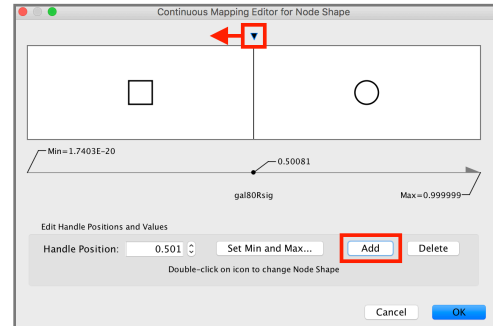 Continuous Mapping Editor for Node Shape
Min=1.7403E-20
0.50081
gal80Rsig
Max=0.999999
Edit Handle Positions and Values
Handle Position: 0.501 Set Min and Max... Add Delete
Double-click on icon to change Node Shape
Cancel OK